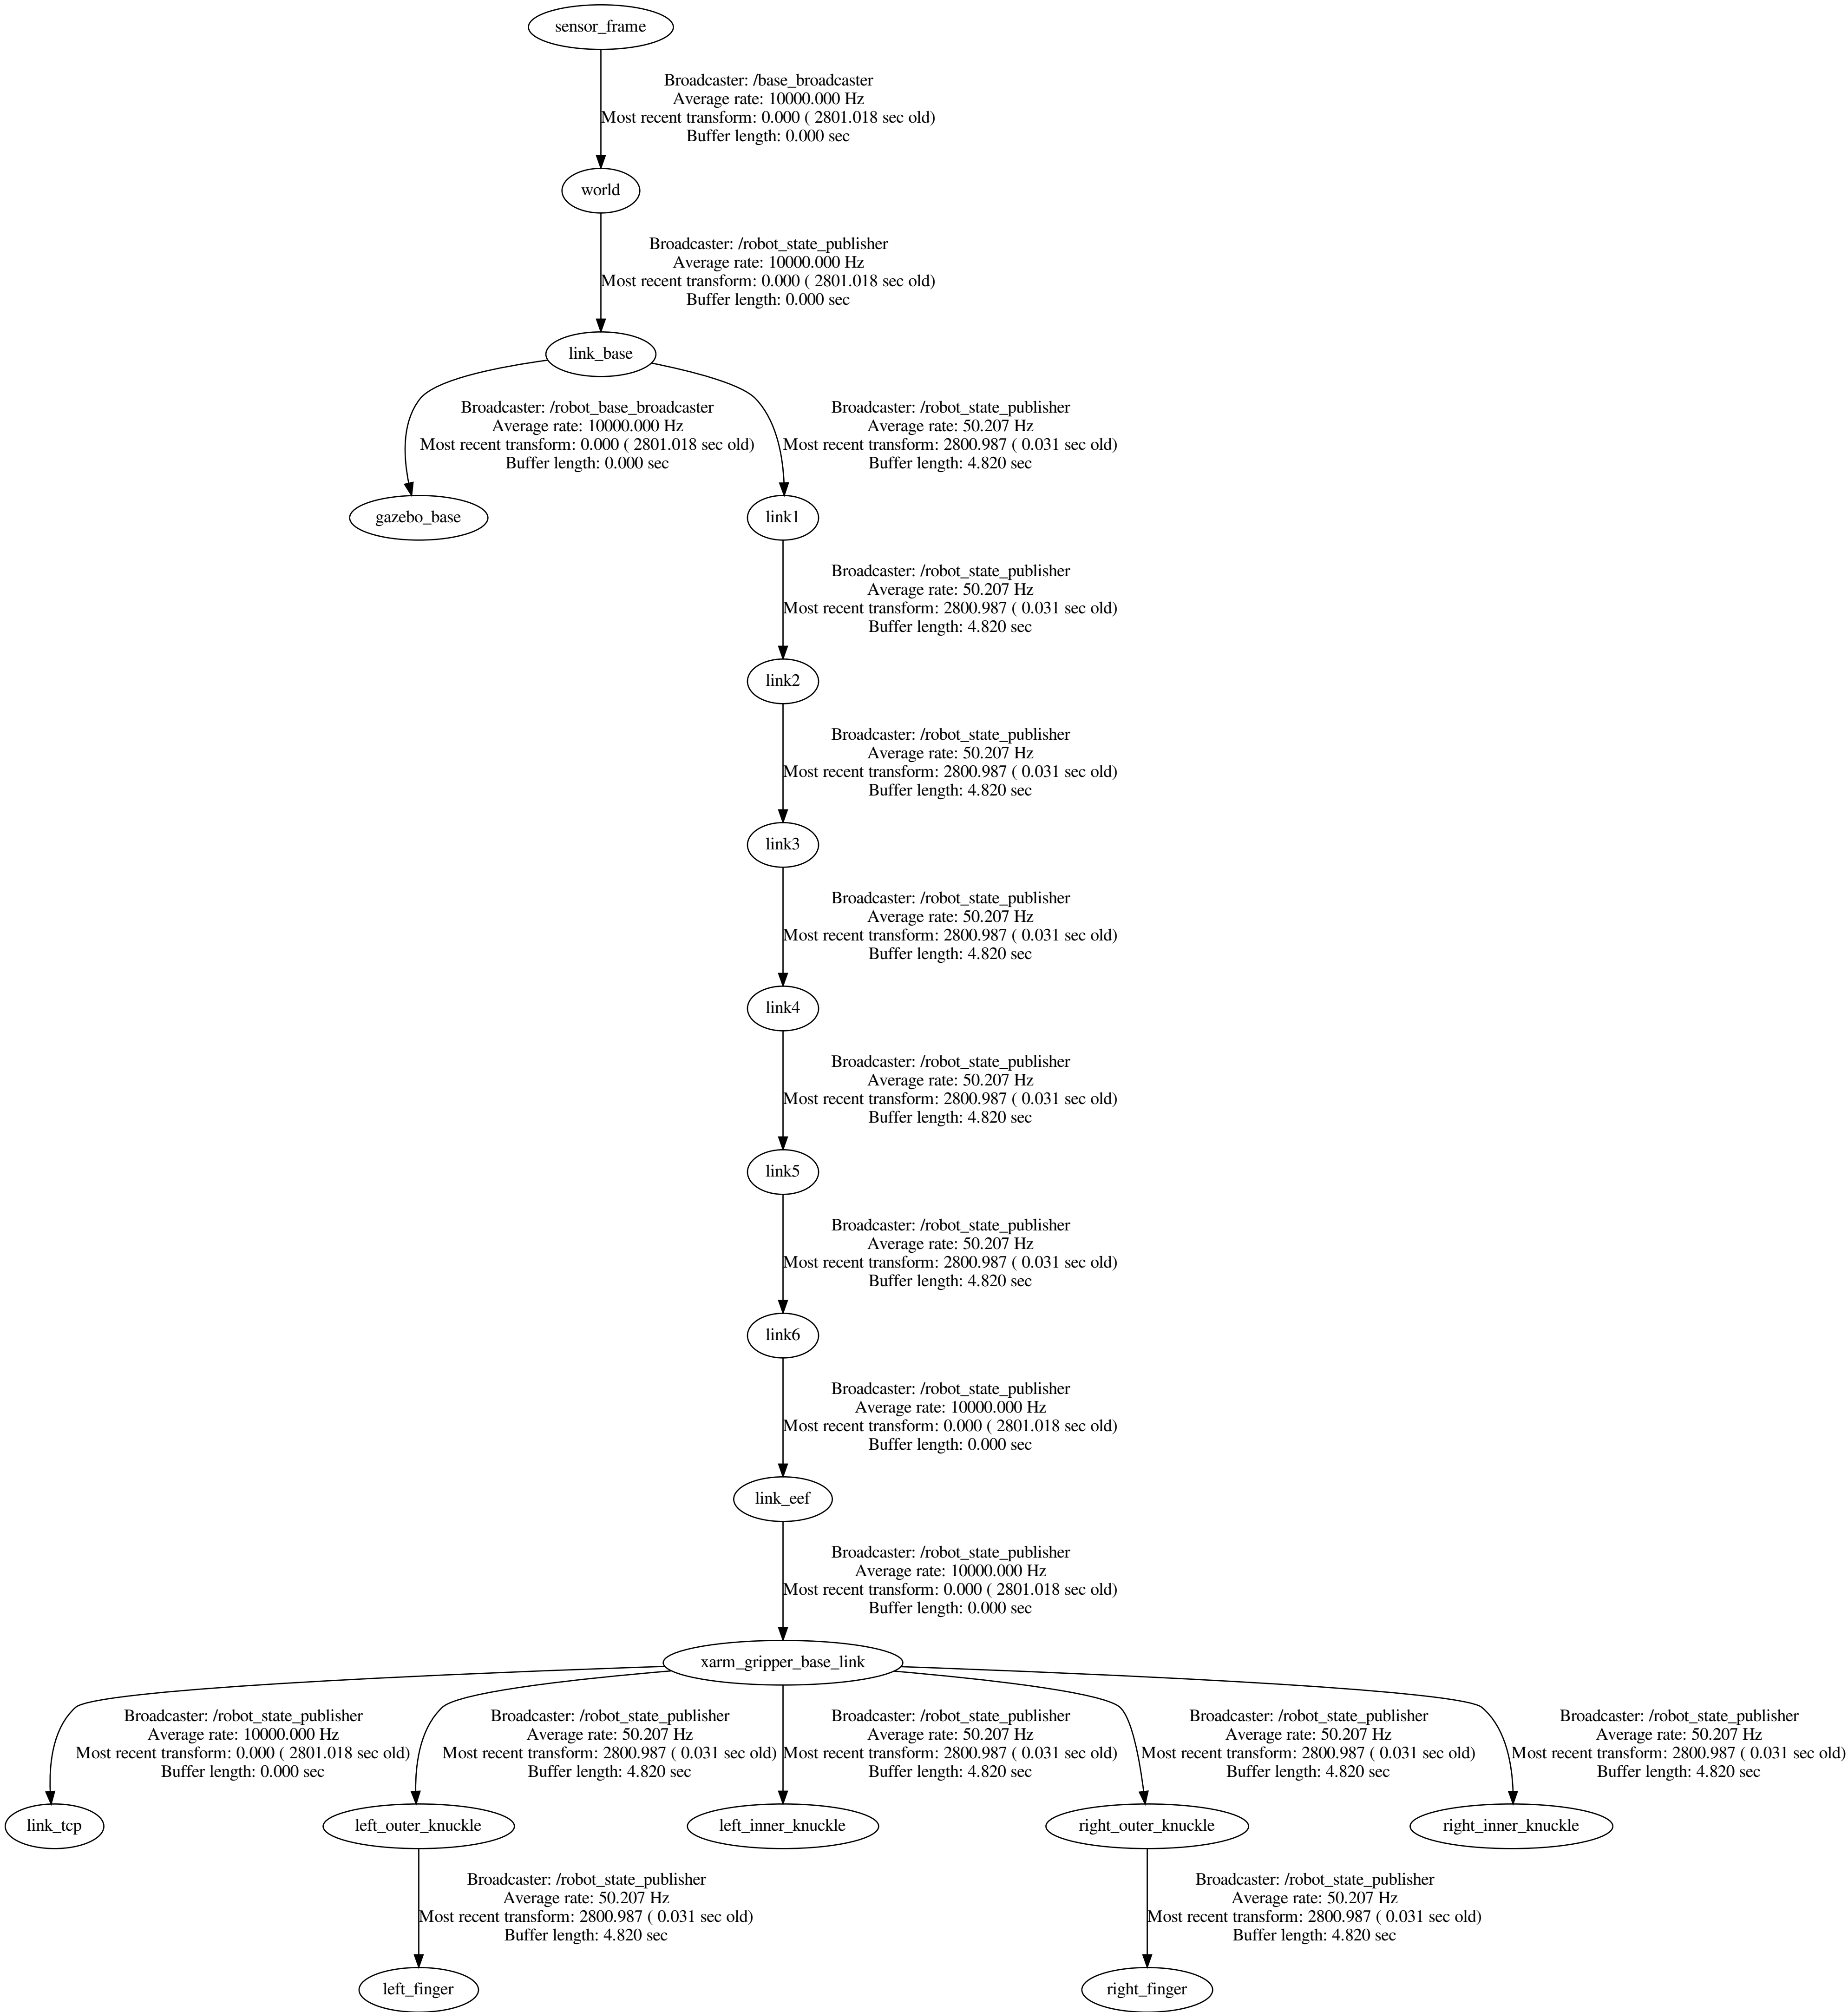 sensor_frame
Broadcaster: /base_broadcaster
Average rate: 10000.000 Hz
Most recent transform: 0.000 ( 2801.018 sec old)
Buffer length: 0.000 sec
world
Broadcaster: /robot_state_publisher
Average rate: 10000.000 Hz
Most recent transform: 0.000 ( 2801.018 sec old)
Buffer length: 0.000 sec
link_base
Broadcaster: /robot_base_broadcaster
Average rate: 10000.000 Hz
Most recent transform: 0.000 ( 2801.018 sec old)
Buffer length: 0.000 sec
Broadcaster: /robot_state_publisher
Average rate: 50.207 Hz
Most recent transform: 2800.987 ( 0.031 sec old)
Buffer length: 4.820 sec
gazebo_base
link1
Broadcaster: /robot_state_publisher
Average rate: 50.207 Hz
Most recent transform: 2800.987 ( 0.031 sec old)
Buffer length: 4.820 sec
link2
Broadcaster: /robot_state_publisher
Average rate: 50.207 Hz
Most recent transform: 2800.987 ( 0.031 sec old)
Buffer length: 4.820 sec
link3
Broadcaster: /robot_state_publisher
Average rate: 50.207 Hz
Most recent transform: 2800.987 ( 0.031 sec old)
Buffer length: 4.820 sec
link4
Broadcaster: /robot_state_publisher
Average rate: 50.207 Hz
Most recent transform: 2800.987 ( 0.031 sec old)
Buffer length: 4.820 sec
link5
Broadcaster: /robot_state_publisher
Average rate: 50.207 Hz
Most recent transform: 2800.987 ( 0.031 sec old)
Buffer length: 4.820 sec
link6
Broadcaster: /robot_state_publisher
Average rate: 10000.000 Hz
Most recent transform: 0.000 ( 2801.018 sec old)
Buffer length: 0.000 sec
link_eef
Broadcaster: /robot_state_publisher
Average rate: 10000.000 Hz
Most recent transform: 0.000 ( 2801.018 sec old)
Buffer length: 0.000 sec
xarm_gripper_base_link
Broadcaster: /robot_state_publisher
Average rate: 10000.000 Hz
Most recent transform: 0.000 ( 2801.018 sec old)
Buffer length: 0.000 sec
Broadcaster: /robot_state_publisher
Average rate: 50.207 Hz
Most recent transform: 2800.987 ( 0.031 sec old)
Buffer length: 4.820 sec
Broadcaster: /robot_state_publisher
Average rate: 50.207 Hz
Most recent transform: 2800.987 ( 0.031 sec old)
Buffer length: 4.820 sec
Broadcaster: /robot_state_publisher
Average rate: 50.207 Hz
Most recent transform: 2800.987 ( 0.031 sec old)
Buffer length: 4.820 sec
Broadcaster: /robot_state_publisher
Average rate: 50.207 Hz
Most recent transform: 2800.987 ( 0.031 sec old)
Buffer length: 4.820 sec
link_tcp
left_outer_knuckle
left_inner_knuckle
right_outer_knuckle
right_inner_knuckle
Broadcaster: /robot_state_publisher
Average rate: 50.207 Hz
Most recent transform: 2800.987 ( 0.031 sec old)
Buffer length: 4.820 sec
Broadcaster: /robot_state_publisher
Average rate: 50.207 Hz
Most recent transform: 2800.987 ( 0.031 sec old)
Buffer length: 4.820 sec
left_finger
right_finger